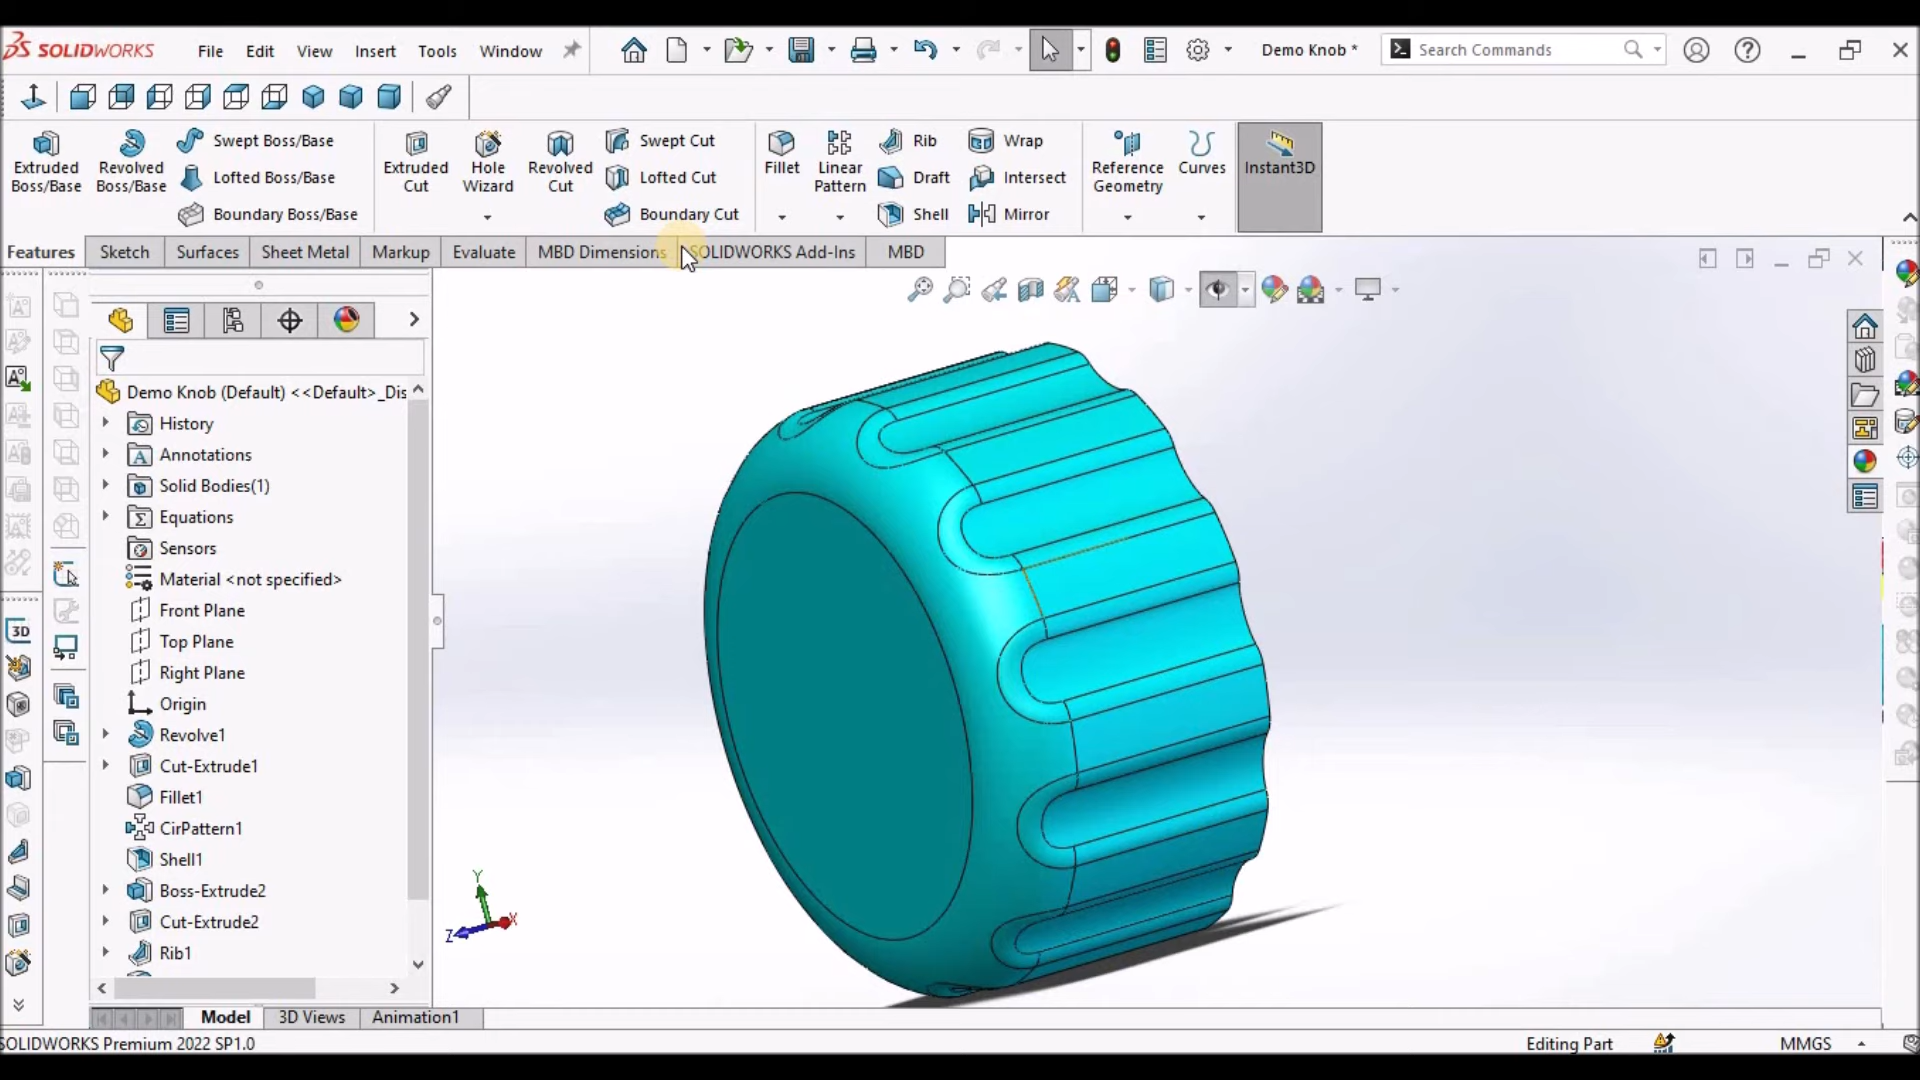 SOLIDWORKS File Edit View Insert Tools Window Demo Knob * Search Commands
Extruded Boss/Base
Revolved Boss/Base
Swept Boss/Base
Lofted Boss/Base
Boundary Boss/Base
Extruded Cut
Hole Wizard
Revolved Cut
Swept Cut
Lofted Cut
Boundary Cut
Fillet
Linear Pattern
Rib
Draft
Shell
Wrap
Intersect
Mirror
Reference Geometry
Curves
Instant3D
Features Sketch Surfaces Sheet Metal Markup Evaluate MBD Dimensions SOLIDWORKS Add-Ins MBD
Demo Knob (Default) <<Default>_Dis
History
Annotations
Solid Bodies(1)
Equations
Sensors
Material <not specified>
Front Plane
Top Plane
Right Plane
Origin
Revolve1
Cut-Extrude1
Fillet1
CirPattern1
Shell1
Boss-Extrude2
Cut-Extrude2
Rib1
3D
Y
Z
X
Model 3D Views Animation1
SOLIDWORKS Premium 2022 SP1.0 Editing Part MMGS